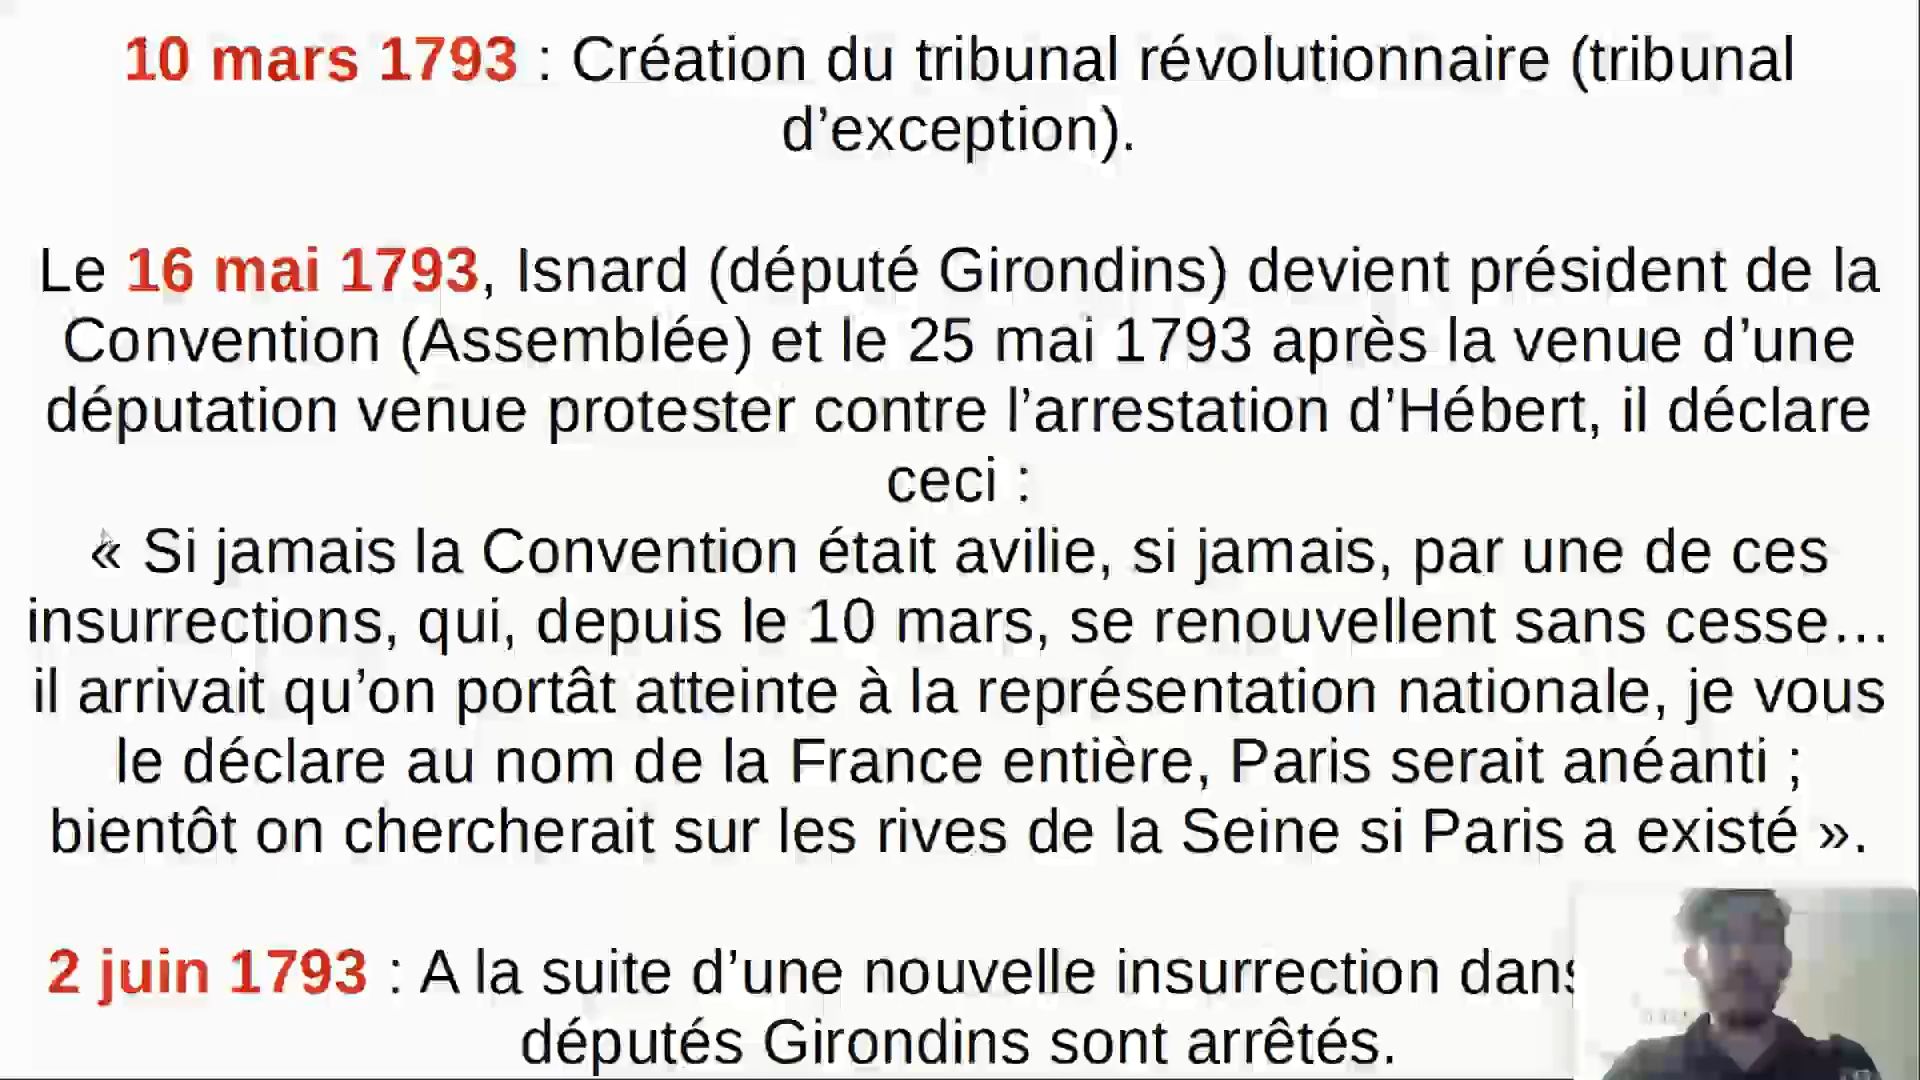 10 mars 1793 : Création du tribunal révolutionnaire (tribunal
d’exception).
Le 16 mai 1793, Isnard (député Girondins) devient président de la
Convention (Assemblée) et le 25 mai 1793 après la venue d’une
députation venue protester contre l’arrestation d’Hébert, il déclare
ceci :
« Si jamais la Convention était avilie, si jamais, par une de ces
insurrections, qui, depuis le 10 mars, se renouvellent sans cesse…
il arrivait qu’on portât atteinte à la représentation nationale, je vous
le déclare au nom de la France entière, Paris serait anéanti ;
bientôt on chercherait sur les rives de la Seine si Paris a existé ».
2 juin 1793 : A la suite d’une nouvelle insurrection dans
députés Girondins sont arrêtés.